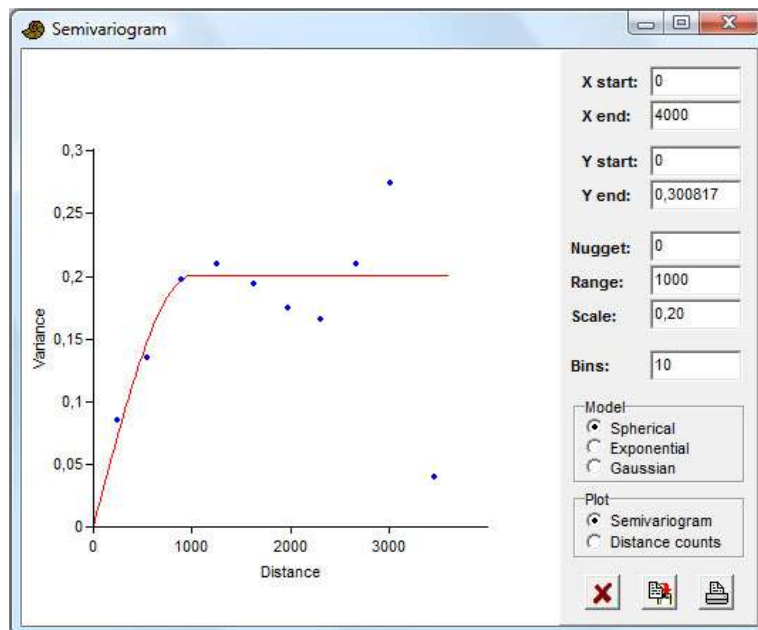 Semivariogram
0,3
0,25
0,2
0,15
0,1
0,05
0
Variance
0 1000 2000 3000
Distance
X start: 0
X end: 4000
Y start: 0
Y end: 0,300817
Nugget: 0
Range: 1000
Scale: 0,20
Bins: 10
Model
Spherical
Exponential
Gaussian
Plot
Semivariogram
Distance counts